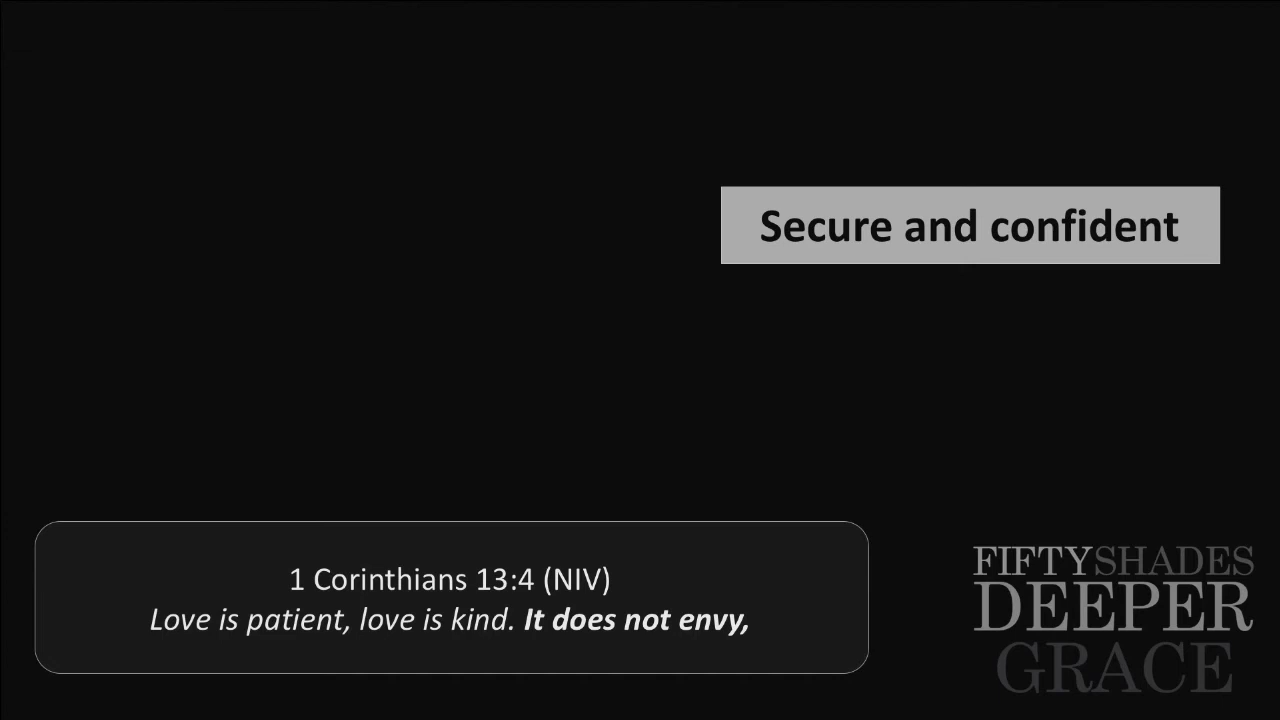 Secure and confident
1 Corinthians 13:4 (NIV)
Love is patient, love is kind. It does not envy,
FIFTYSHADES
DEEPER
GRACE